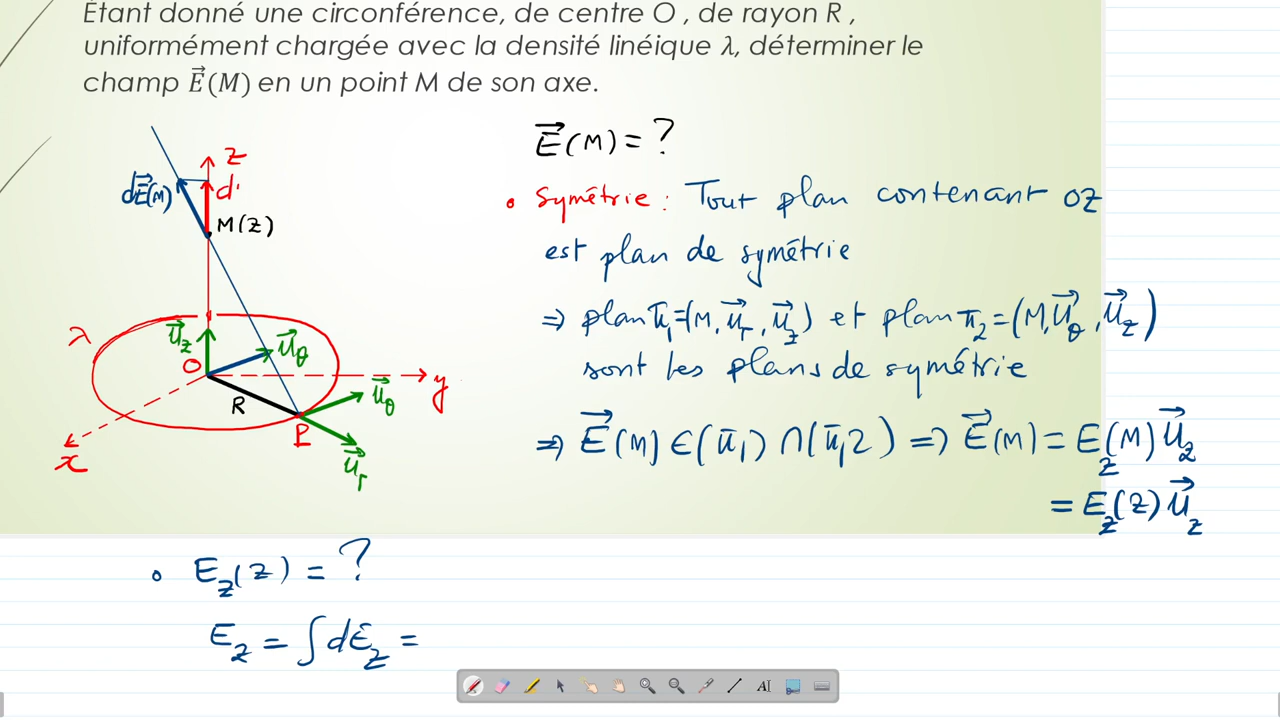 Étant donné une circonférence, de centre O , de rayon R ,
uniformément chargée avec la densité linéique λ, déterminer le
champ E⃗(M) en un point M de son axe.
E⃗(M) = ?
• Symétrie : Tout plan contenant OZ
est plan de symétrie
⇒ plan π₁=(M, u⃗r, u⃗z) et plan π₂=(M, u⃗θ, u⃗z)
sont les plans de symétrie
⇒ E⃗(M) ∈ (π₁) ∩ (π₁2) ⇒ E⃗(M) = Ez(M) u⃗z
= Ez(z) u⃗z
z
dE⃗(M)
d'
M(z)
λ
u⃗z
u⃗θ
O
y
R
u⃗θ
P
x
u⃗r
• Ez(z) = ?
Ez = ∫ dEz =
AI